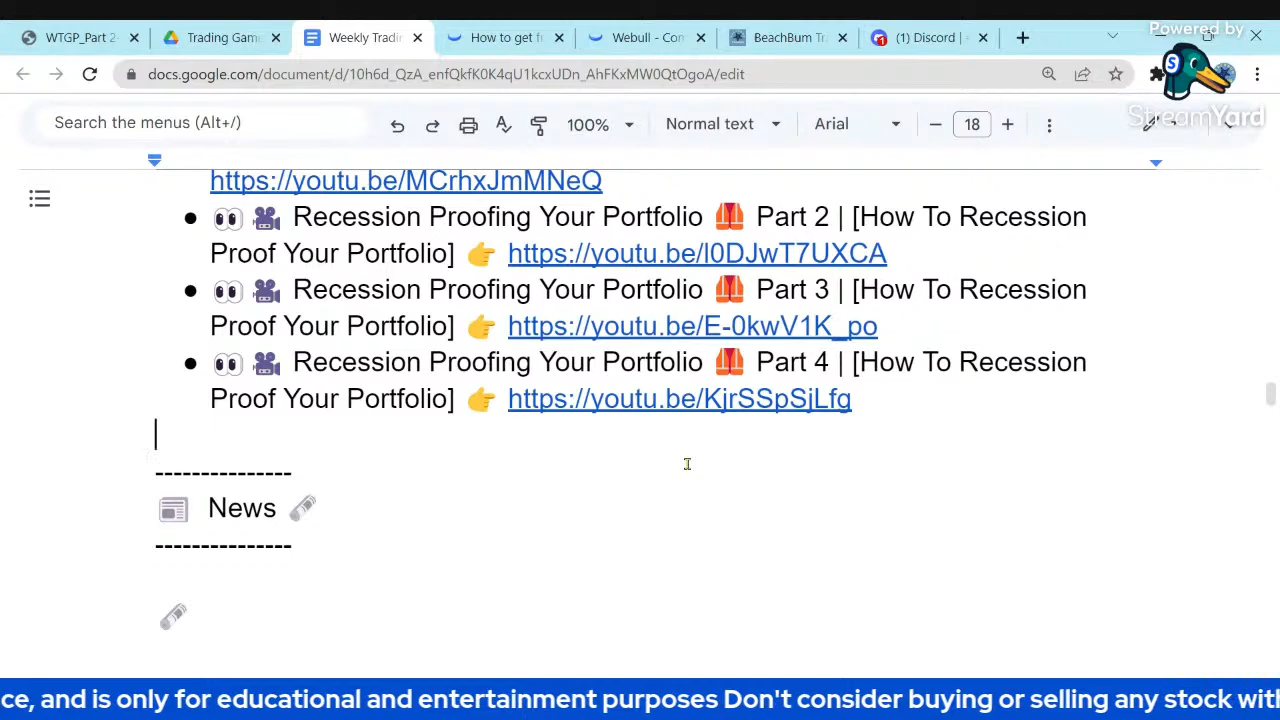 Powered by
StreamYard
WTGP_Part 2-
Trading Game
Weekly Tradin
How to get fu
Webull - Com
BeachBum Tr
(1) Discord |
docs.google.com/document/d/10h6d_QzA_enfQkfK0K4qU1kcxUDn_AhFKxMW0QtOgoA/edit
Search the menus (Alt+/)
100%
Normal text
Arial
18
https://youtu.be/MCrhxJmMNeQ
● 👀 🎥 Recession Proofing Your Portfolio 🦺 Part 2 | [How To Recession
Proof Your Portfolio] 👉 https://youtu.be/l0DJwT7UXCA
● 👀 🎥 Recession Proofing Your Portfolio 🦺 Part 3 | [How To Recession
Proof Your Portfolio] 👉 https://youtu.be/E-0kwV1K_po
● 👀 🎥 Recession Proofing Your Portfolio 🦺 Part 4 | [How To Recession
Proof Your Portfolio] 👉 https://youtu.be/KjrSSpSjLfg
---------------
📰 News 🗞️
---------------
🗞️
ce, and is only for educational and entertainment purposes Don't consider buying or selling any stock with